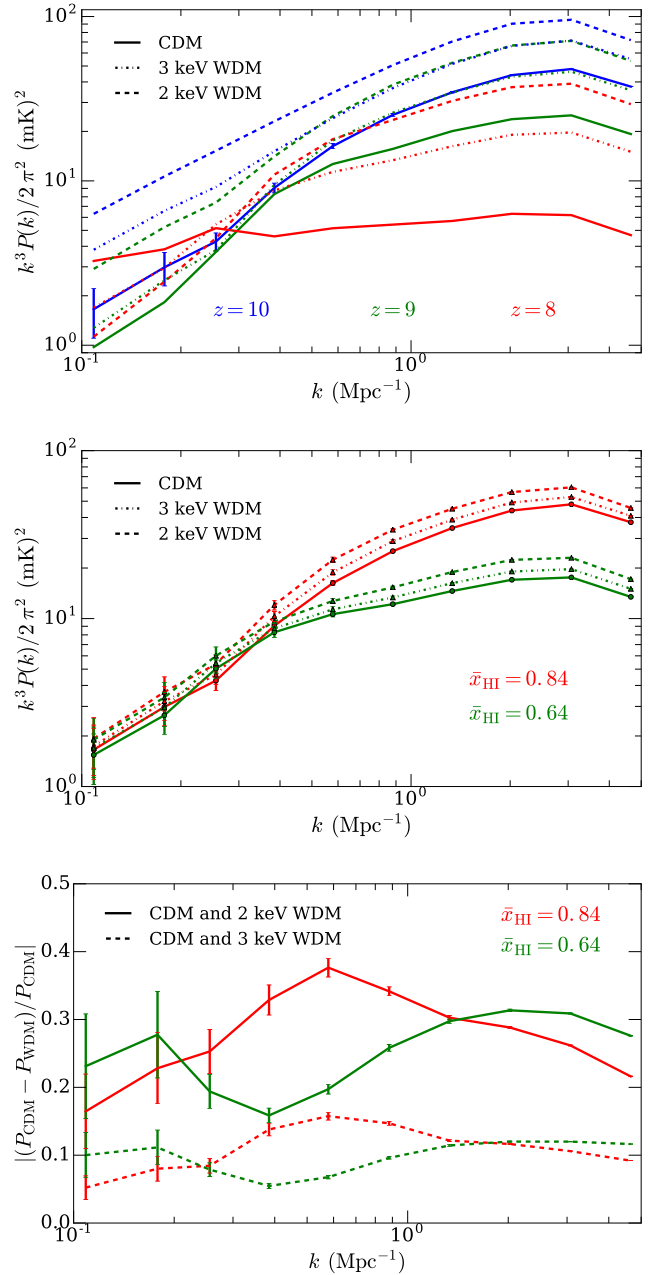 10²
CDM
3 keV WDM
2 keV WDM
10¹
10⁰
k³P(k)/2π² (mK)²
z = 10
z = 9
z = 8
10⁻¹
10⁰
k (Mpc⁻¹)
10²
CDM
3 keV WDM
2 keV WDM
10¹
10⁰
k³P(k)/2π² (mK)²
x̄HI = 0.84
x̄HI = 0.64
10⁻¹
10⁰
k (Mpc⁻¹)
0.5
CDM and 2 keV WDM
CDM and 3 keV WDM
x̄HI = 0.84
x̄HI = 0.64
0.4
0.3
0.2
0.1
0.0
|(PCDM − PWDM)/PCDM|
10⁻¹
10⁰
k (Mpc⁻¹)